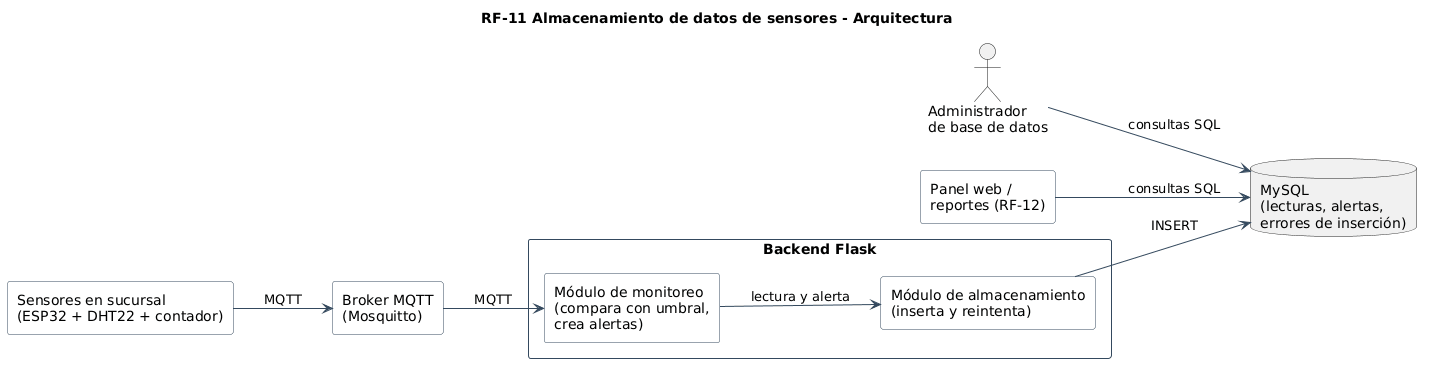 RF-11 Almacenamiento de datos de sensores - Arquitectura
Administrador
de base de datos
consultas SQL
Panel web /
reportes (RF-12)
consultas SQL
MySQL
(lecturas, alertas,
errores de inserción)
INSERT
Backend Flask
Sensores en sucursal
(ESP32 + DHT22 + contador)
MQTT
Broker MQTT
(Mosquitto)
MQTT
Módulo de monitoreo
(compara con umbral,
crea alertas)
lectura y alerta
Módulo de almacenamiento
(inserta y reintenta)